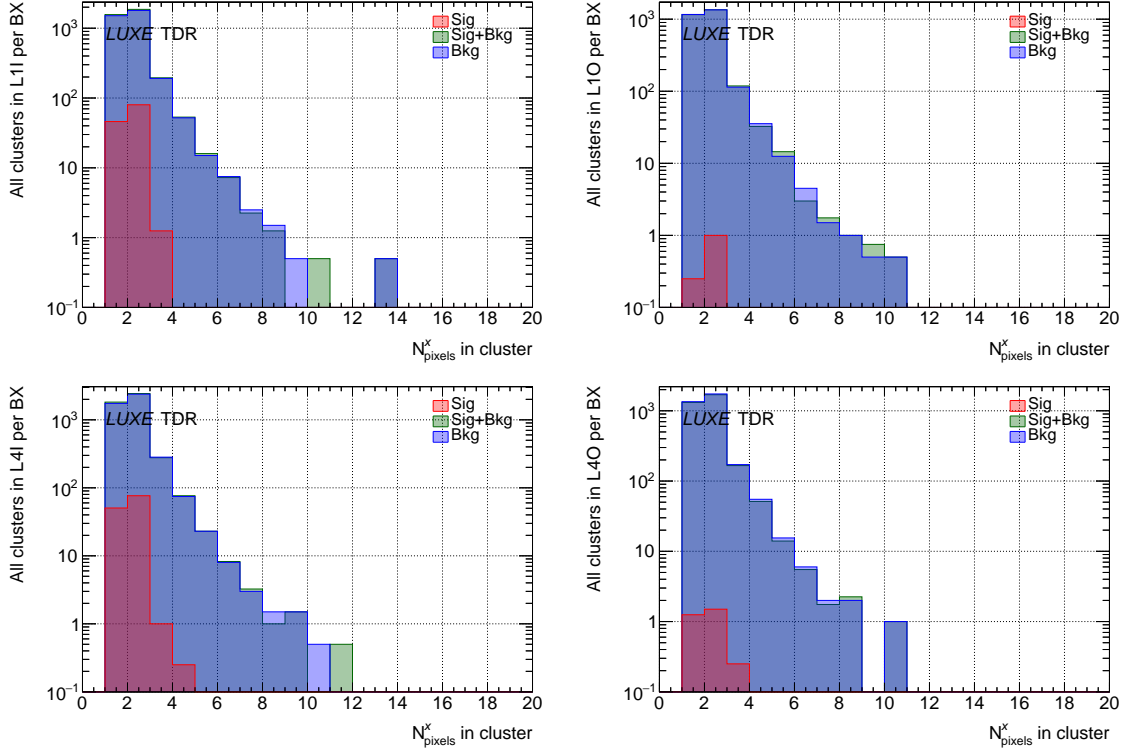 All clusters in L1I per BX
10³
10²
10
1
10⁻¹
LUXE TDR
Sig
Sig+Bkg
Bkg
0 2 4 6 8 10 12 14 16 18 20
Nˣpixels in cluster
All clusters in L1O per BX
10³
10²
10
1
10⁻¹
LUXE TDR
Sig
Sig+Bkg
Bkg
0 2 4 6 8 10 12 14 16 18 20
Nˣpixels in cluster
All clusters in L4I per BX
10³
10²
10
1
10⁻¹
LUXE TDR
Sig
Sig+Bkg
Bkg
0 2 4 6 8 10 12 14 16 18 20
Nˣpixels in cluster
All clusters in L4O per BX
10³
10²
10
1
10⁻¹
LUXE TDR
Sig
Sig+Bkg
Bkg
0 2 4 6 8 10 12 14 16 18 20
Nˣpixels in cluster